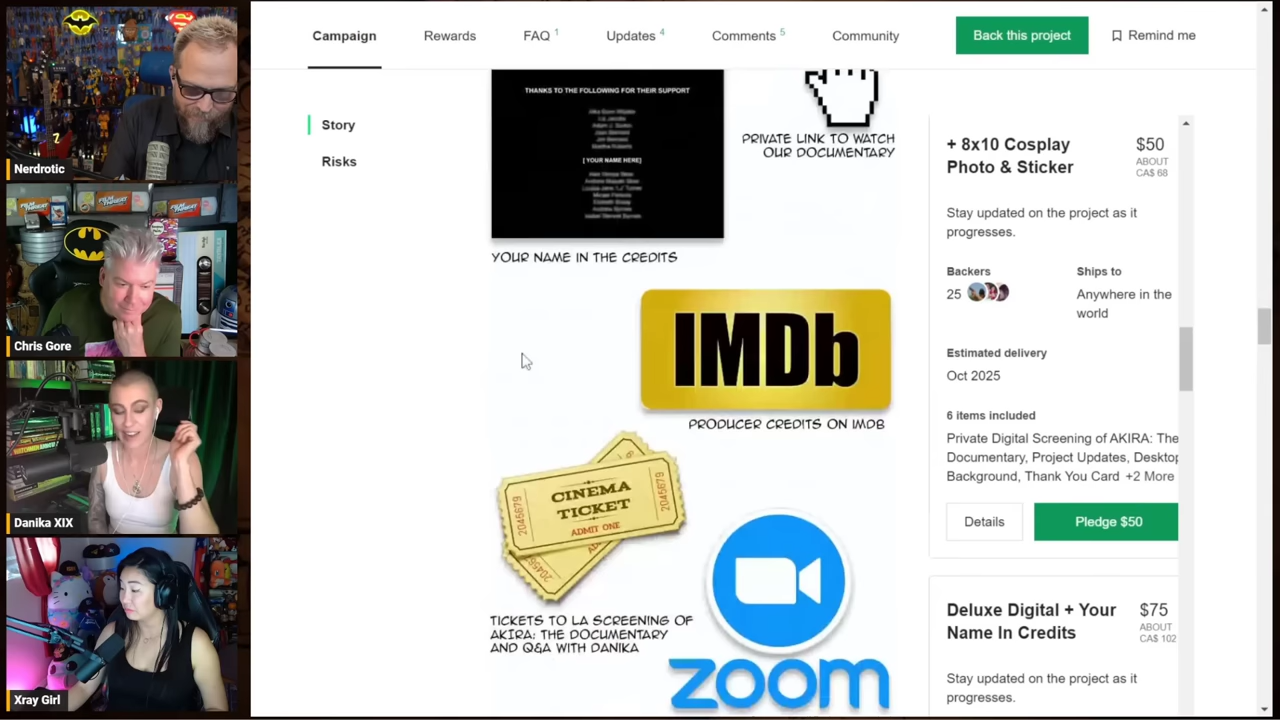 Nerdrotic
Chris Gore
Danika XIX
Xray Girl
Campaign
Rewards
FAQ 1
Updates 4
Comments 5
Community
Back this project
Remind me
Story
Risks
THANKS TO THE FOLLOWING FOR THEIR SUPPORT
[ YOUR NAME HERE]
YOUR NAME IN THE CREDITS
PRIVATE LINK TO WATCH
OUR DOCUMENTARY
IMDb
PRODUCER CREDITS ON IMDB
CINEMA
TICKET
ADMIT ONE
2045679
2045679
TICKETS TO LA SCREENING OF
AKIRA: THE DOCUMENTARY
AND Q&A WITH DANIKA
zoom
+ 8x10 Cosplay
Photo & Sticker
$50
ABOUT
CA$ 68
Stay updated on the project as it
progresses.
Backers
25
Ships to
Anywhere in the
world
Estimated delivery
Oct 2025
6 items included
Private Digital Screening of AKIRA: The
Documentary, Project Updates, Desktop
Background, Thank You Card +2 More
Details
Pledge $50
Deluxe Digital + Your
Name In Credits
$75
ABOUT
CA$ 102
Stay updated on the project as it
progresses.